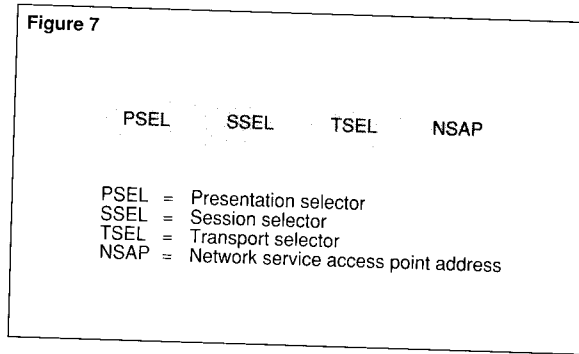 Figure 7
PSEL SSEL TSEL NSAP
PSEL = Presentation selector
SSEL = Session selector
TSEL = Transport selector
NSAP = Network service access point address